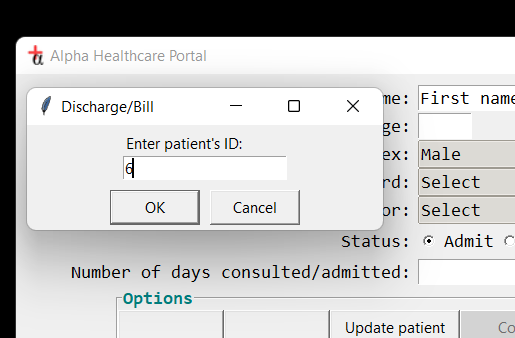 Alpha Healthcare Portal
Discharge/Bill
Enter patient's ID:
6
OK Cancel
me: First name
ge:
ex: Male
rd: Select
or: Select
Status: Admit
Number of days consulted/admitted:
Options
Update patient Co